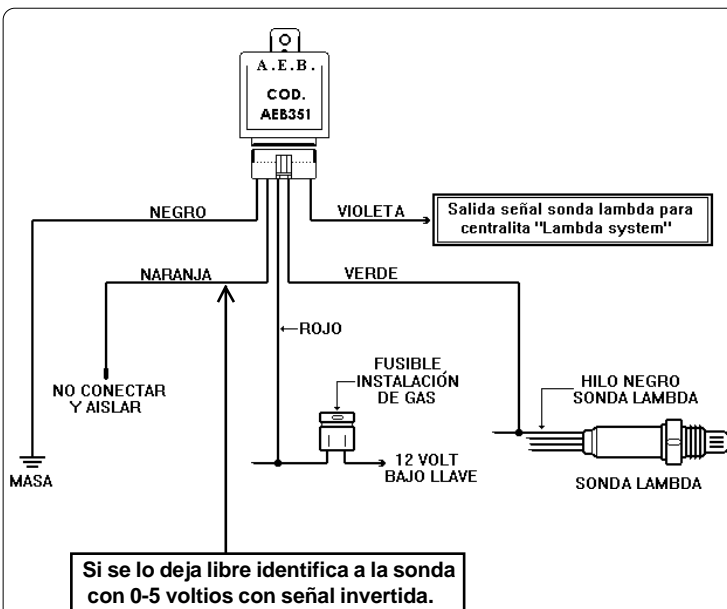 A.E.B.
COD.
AEB351
NEGRO
VIOLETA
Salida señal sonda lambda para
centralita "Lambda system"
NARANJA
VERDE
ROJO
FUSIBLE
INSTALACIÓN
DE GAS
HILO NEGRO
SONDA LAMBDA
NO CONECTAR
Y AISLAR
12 VOLT
BAJO LLAVE
MASA
SONDA LAMBDA
Si se lo deja libre identifica a la sonda
con 0-5 voltios con señal invertida.